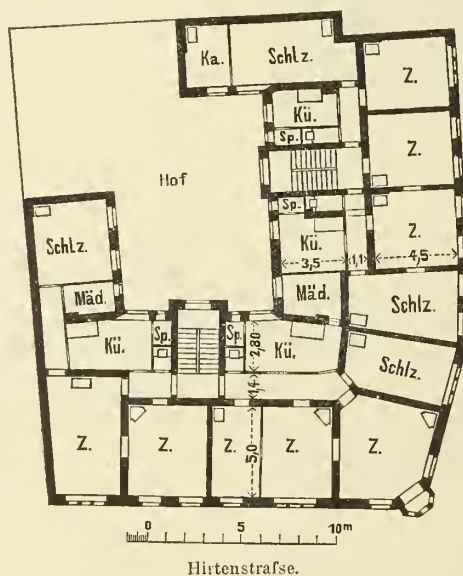 Ka. Schlz. Z.
Kü.
Sp.
Z.
Hof
Sp.
Schlz. Kü. Z.
3,5 1,1 4,5
Mäd. Mäd. Schlz.
Kü. Sp. Sp. Kü. 2,80 Schlz.
1,4
Z. Z. Z. Z. Z.
5,0
0 5 10m
Hirtenstraſse.